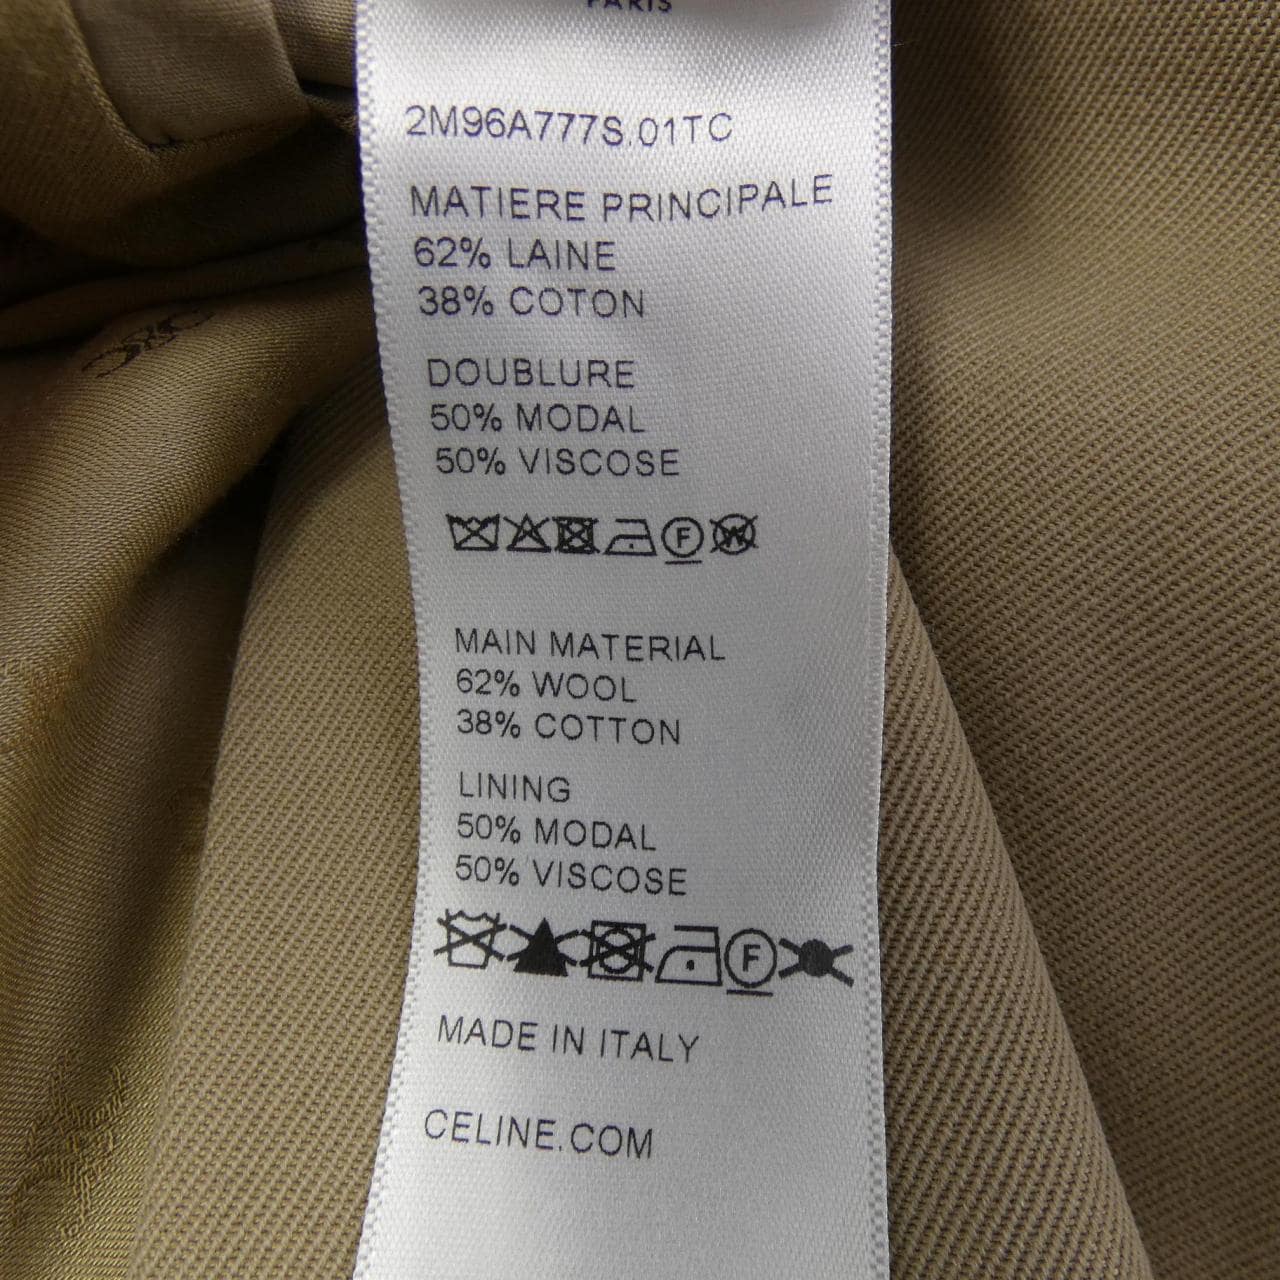 PARIS
2M96A777S.01TC
MATIERE PRINCIPALE
62% LAINE
38% COTON
DOUBLURE
50% MODAL
50% VISCOSE
F W
MAIN MATERIAL
62% WOOL
38% COTTON
LINING
50% MODAL
50% VISCOSE
F
MADE IN ITALY
CELINE.COM